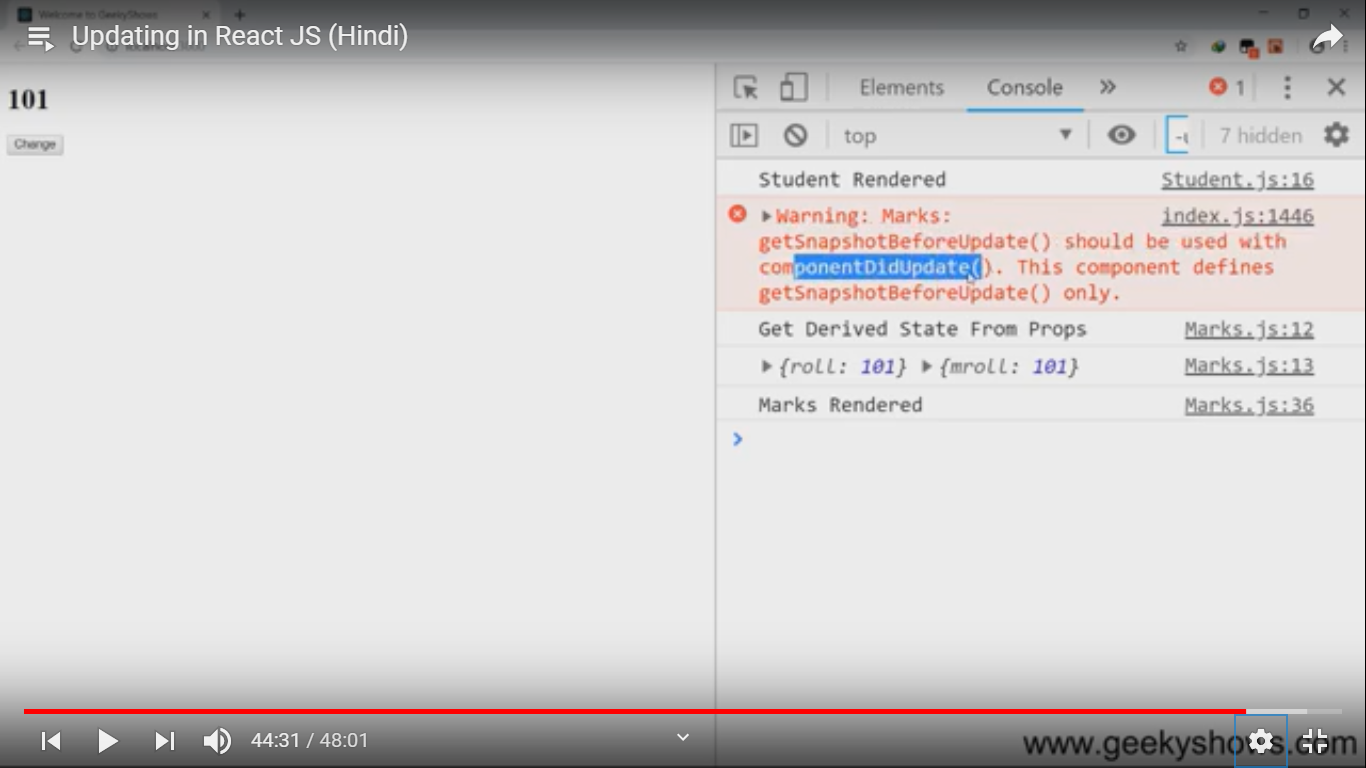 Welcome to GeekyShows
Updating in React JS (Hindi)
101
Change
Elements Console » 1
top 7 hidden
Student Rendered Student.js:16
Warning: Marks: index.js:1446
getSnapshotBeforeUpdate() should be used with
componentDidUpdate(). This component defines
getSnapshotBeforeUpdate() only.
Get Derived State From Props Marks.js:12
{roll: 101} {mroll: 101} Marks.js:13
Marks Rendered Marks.js:36
44:31 / 48:01
www.geekyshows.com